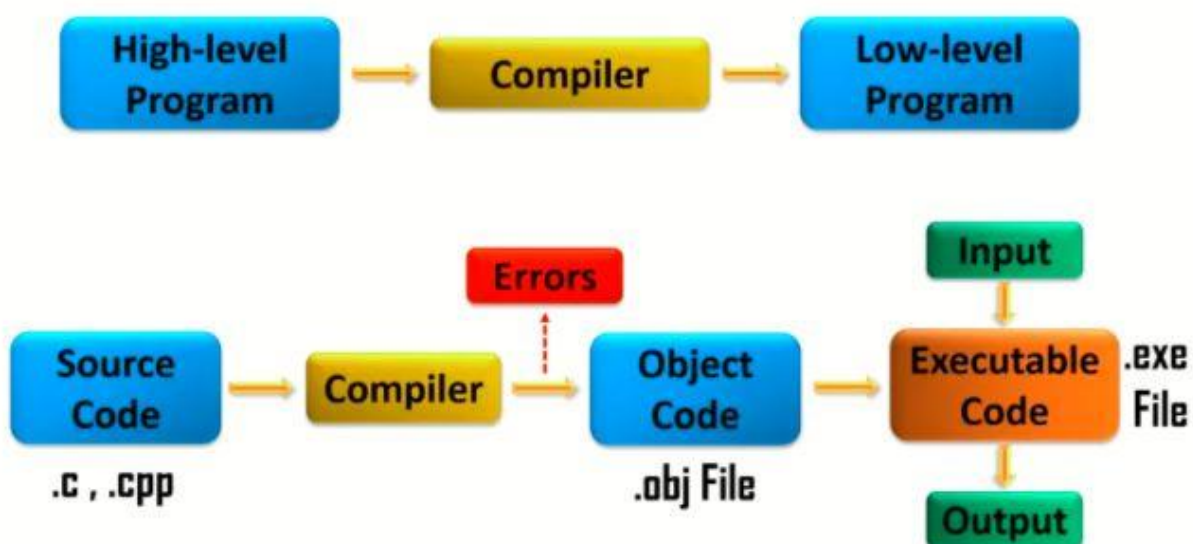 High-level
Program
Compiler
Low-level
Program
Errors
Input
Source
Code
Compiler
Object
Code
Executable
Code
.exe
File
.c , .cpp
.obj File
Output